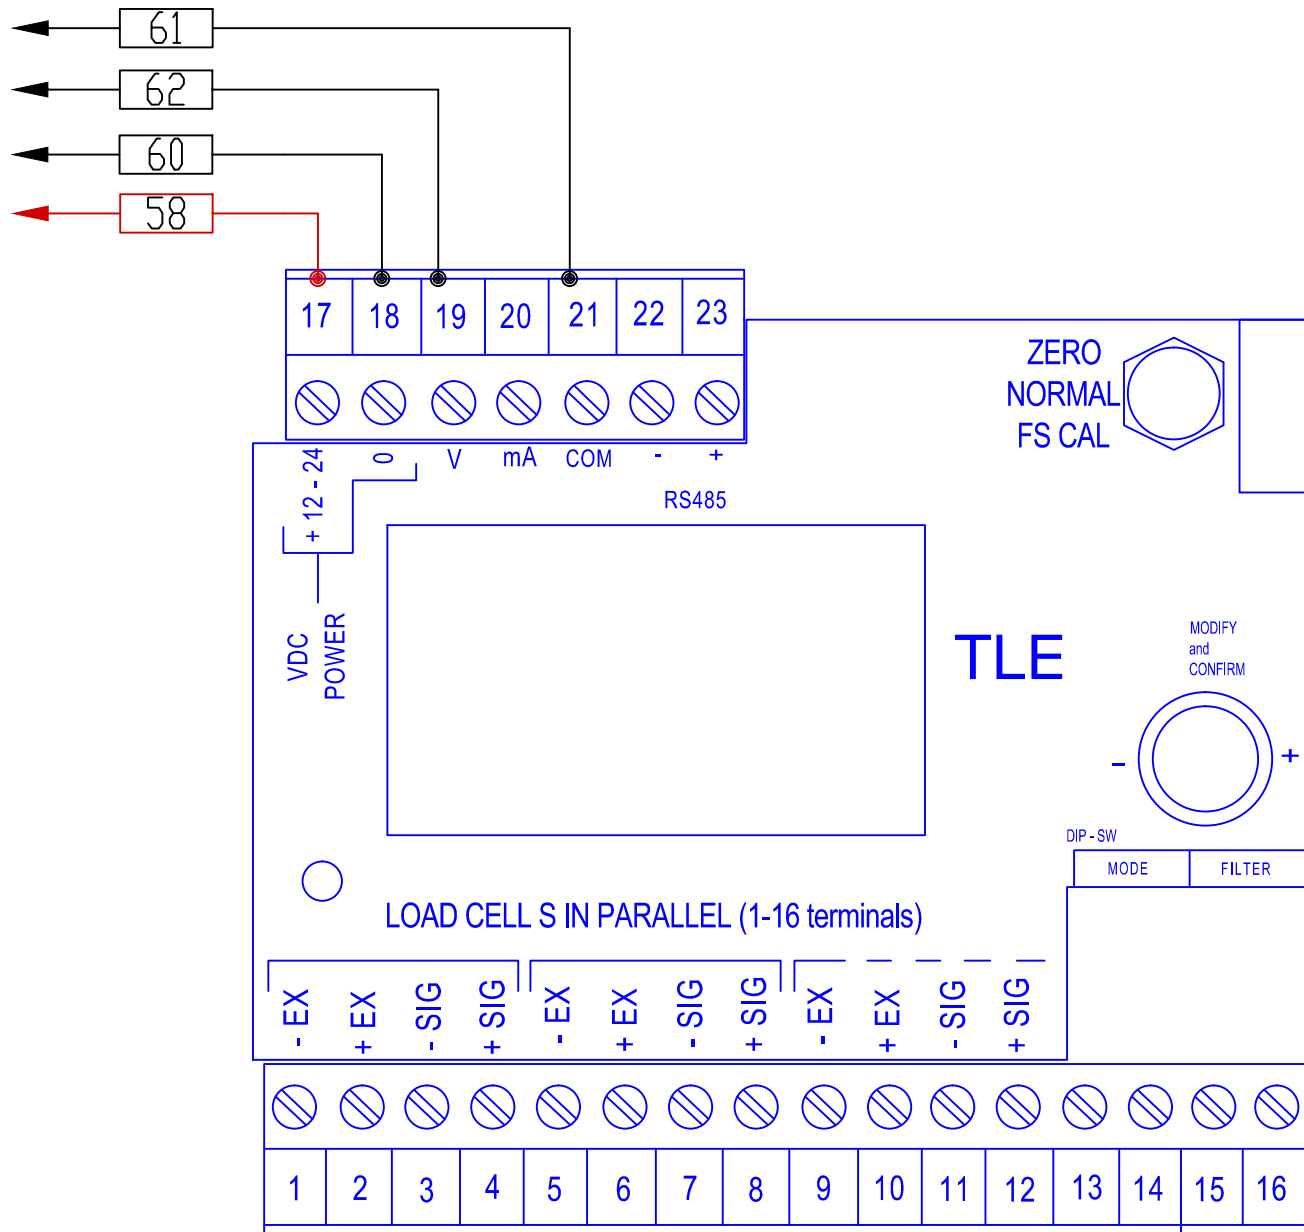 61
62
60
58
17 18 19 20 21 22 23
ZERO
NORMAL
FS CAL
+ 12 - 24 0 V mA COM - +
RS485
VDC
POWER
TLE
MODIFY
and
CONFIRM
- +
DIP - SW
MODE FILTER
LOAD CELL S IN PARALLEL (1-16 terminals)
- EX + EX - SIG + SIG - EX + EX - SIG + SIG - EX + EX - SIG + SIG
1 2 3 4 5 6 7 8 9 10 11 12 13 14 15 16